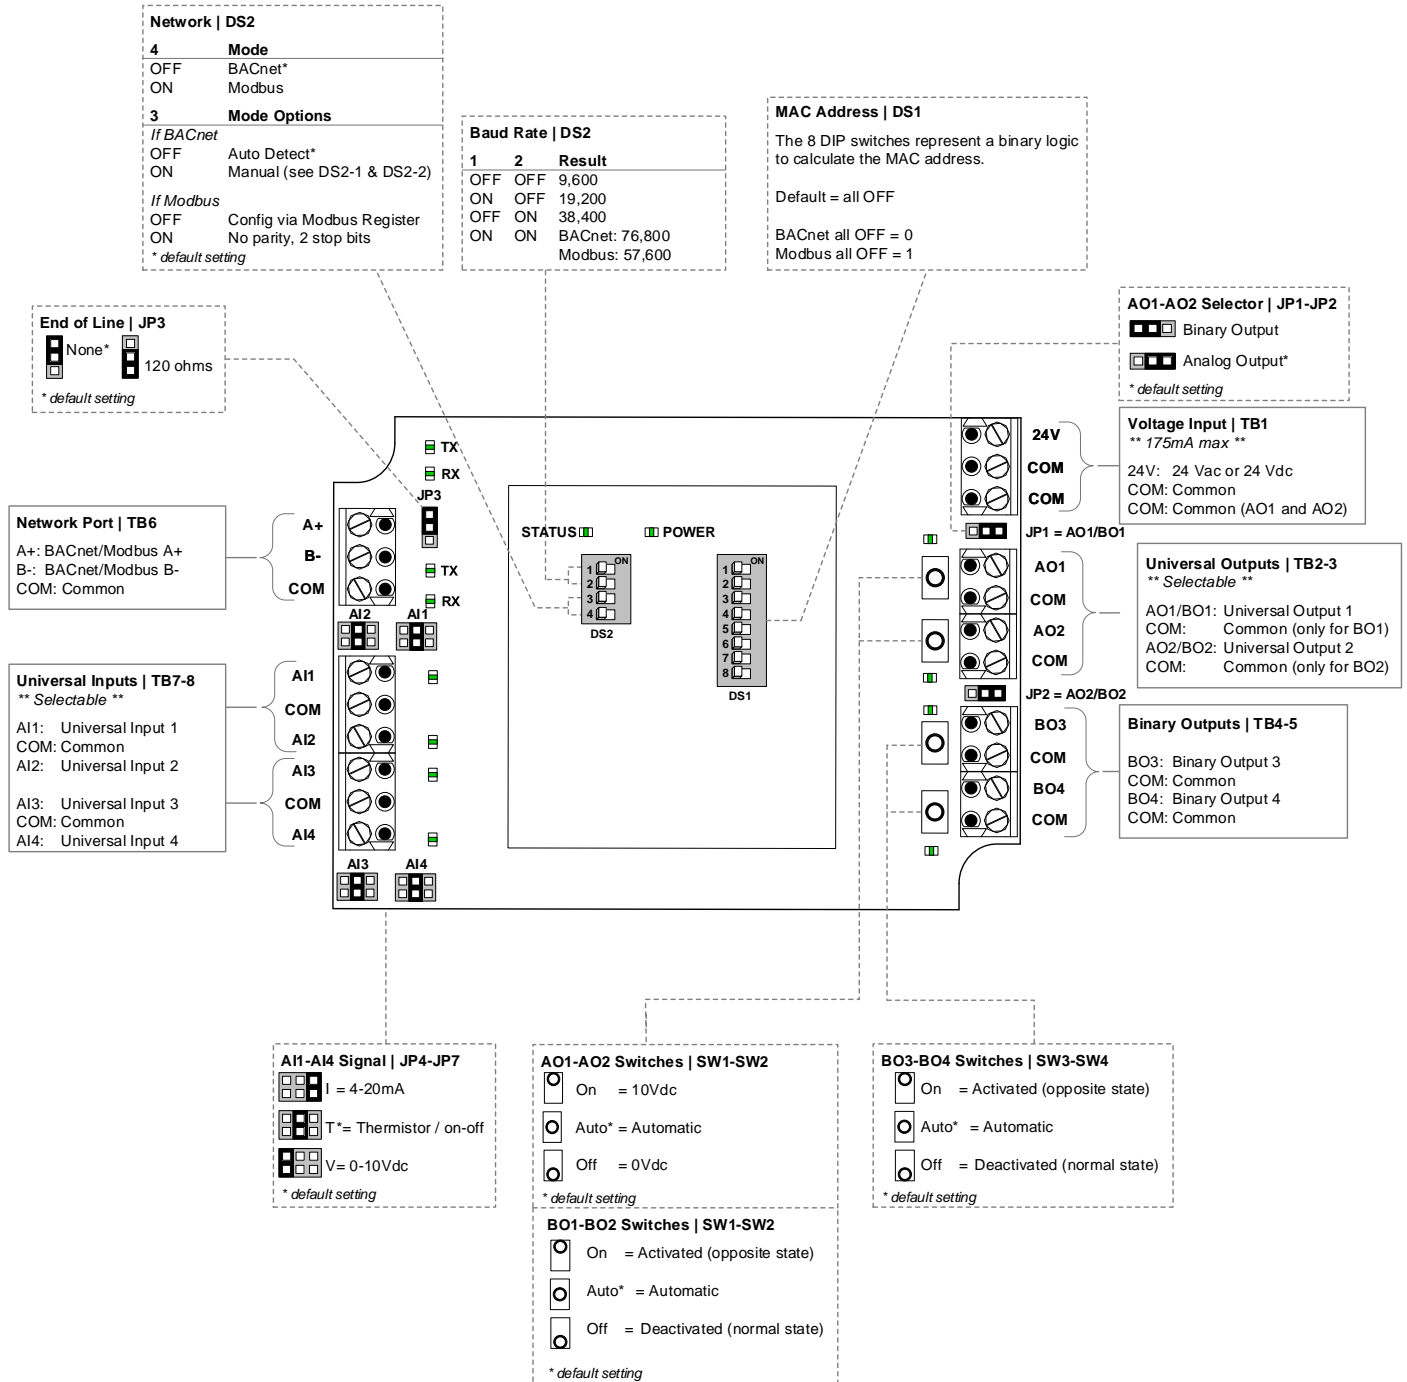 Network | DS2
4 Mode
OFF BACnet*
ON Modbus
3 Mode Options
If BACnet
OFF Auto Detect*
ON Manual (see DS2-1 & DS2-2)
If Modbus
OFF Config via Modbus Register
ON No parity, 2 stop bits
* default setting
Baud Rate | DS2
1 2 Result
OFF OFF 9,600
ON OFF 19,200
OFF ON 38,400
ON ON BACnet: 76,800
Modbus: 57,600
MAC Address | DS1
The 8 DIP switches represent a binary logic
to calculate the MAC address.
Default = all OFF
BACnet all OFF = 0
Modbus all OFF = 1
End of Line | JP3
None*
120 ohms
* default setting
AO1-AO2 Selector | JP1-JP2
Binary Output
Analog Output*
* default setting
Voltage Input | TB1
** 175mA max **
24V: 24 Vac or 24 Vdc
COM: Common
COM: Common (AO1 and AO2)
Network Port | TB6
A+: BACnet/Modbus A+
B-: BACnet/Modbus B-
COM: Common
Universal Inputs | TB7-8
** Selectable **
AI1: Universal Input 1
COM: Common
AI2: Universal Input 2
AI3: Universal Input 3
COM: Common
AI4: Universal Input 4
TX
RX
JP3
A+
B-
COM
TX
RX
AI2 AI1
AI1
COM
AI2
AI3
COM
AI4
AI3 AI4
STATUS
POWER
ON
1
2
3
4
DS2
ON
1
2
3
4
5
6
7
8
DS1
24V
COM
COM
JP1 = AO1/BO1
AO1
COM
AO2
COM
JP2 = AO2/BO2
BO3
COM
BO4
COM
Universal Outputs | TB2-3
** Selectable **
AO1/BO1: Universal Output 1
COM: Common (only for BO1)
AO2/BO2: Universal Output 2
COM: Common (only for BO2)
Binary Outputs | TB4-5
BO3: Binary Output 3
COM: Common
BO4: Binary Output 4
COM: Common
AI1-AI4 Signal | JP4-JP7
I = 4-20mA
T*= Thermistor / on-off
V= 0-10Vdc
* default setting
AO1-AO2 Switches | SW1-SW2
On = 10Vdc
Auto* = Automatic
Off = 0Vdc
* default setting
BO1-BO2 Switches | SW1-SW2
On = Activated (opposite state)
Auto* = Automatic
Off = Deactivated (normal state)
* default setting
BO3-BO4 Switches | SW3-SW4
On = Activated (opposite state)
Auto* = Automatic
Off = Deactivated (normal state)
* default setting